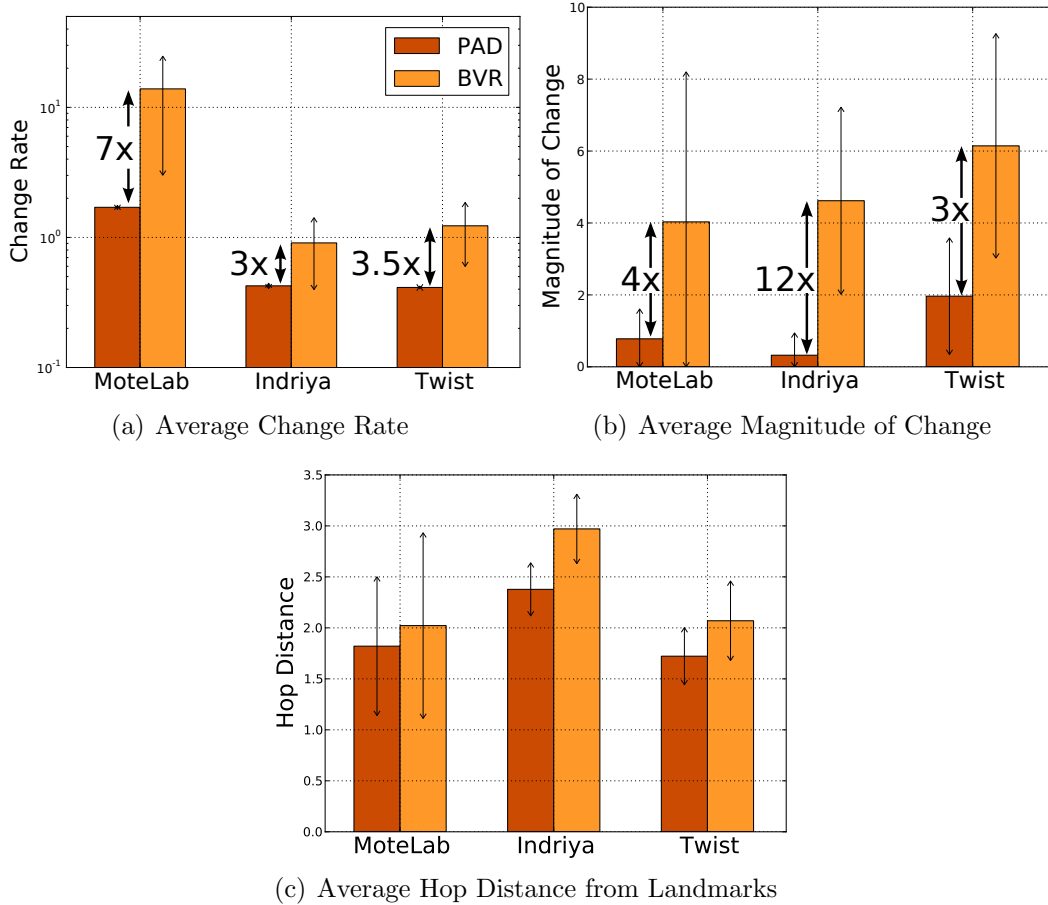 PAD
BVR
Change Rate
10^1
10^0
10^-1
7x
3x
3.5x
MoteLab Indriya Twist
(a) Average Change Rate
Magnitude of Change
10
8
6
4
2
0
4x
12x
3x
MoteLab Indriya Twist
(b) Average Magnitude of Change
Hop Distance
3.5
3.0
2.5
2.0
1.5
1.0
0.5
0.0
MoteLab Indriya Twist
(c) Average Hop Distance from Landmarks